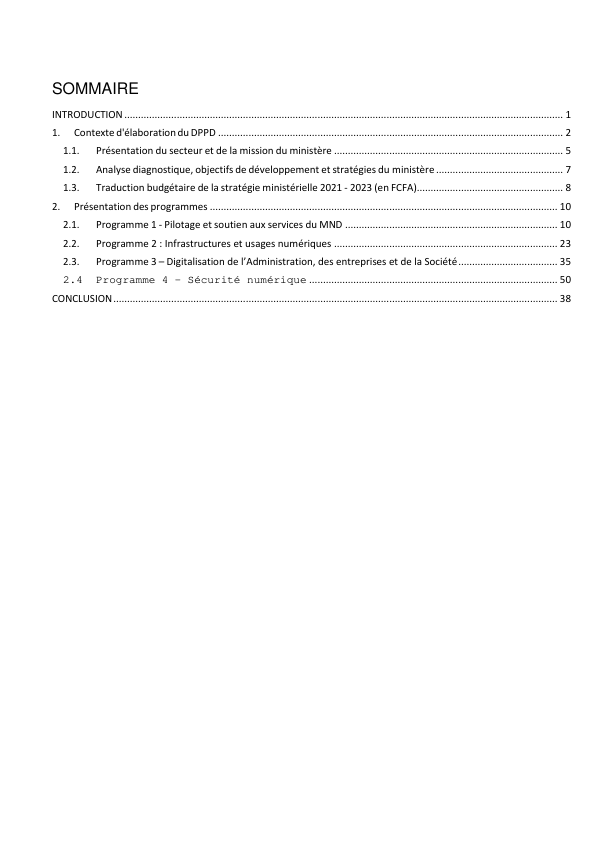 SOMMAIRE
INTRODUCTION ........ 1
1. Contexte d'élaboration du DPPD ........ 2
1.1. Présentation du secteur et de la mission du ministère ........ 5
1.2. Analyse diagnostique, objectifs de développement et stratégies du ministère ........ 7
1.3. Traduction budgétaire de la stratégie ministérielle 2021 - 2023 (en FCFA) ........ 8
2. Présentation des programmes ........ 10
2.1. Programme 1 - Pilotage et soutien aux services du MND ........ 10
2.2. Programme 2 : Infrastructures et usages numériques ........ 23
2.3. Programme 3 – Digitalisation de l’Administration, des entreprises et de la Société ........ 35
2.4 Programme 4 – Sécurité numérique ........ 50
CONCLUSION ........ 38